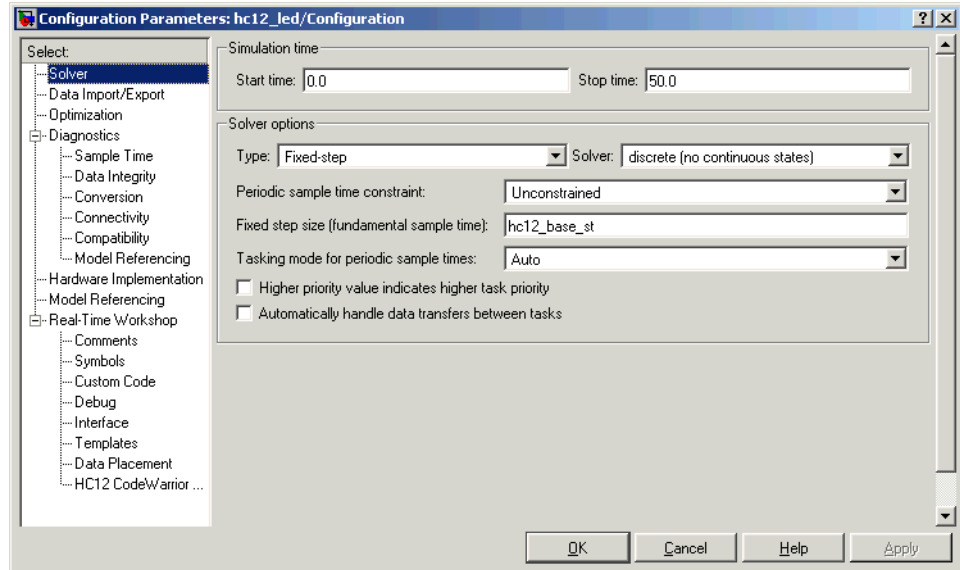 Configuration Parameters: hc12_led/Configuration
Select:
Solver
Data Import/Export
Optimization
Diagnostics
Sample Time
Data Integrity
Conversion
Connectivity
Compatibility
Model Referencing
Hardware Implementation
Model Referencing
Real-Time Workshop
Comments
Symbols
Custom Code
Debug
Interface
Templates
Data Placement
HC12 CodeWarrior ...
Simulation time
Start time: 0.0 Stop time: 50.0
Solver options
Type: Fixed-step Solver: discrete (no continuous states)
Periodic sample time constraint: Unconstrained
Fixed step size (fundamental sample time): hc12_base_st
Tasking mode for periodic sample times: Auto
Higher priority value indicates higher task priority
Automatically handle data transfers between tasks
OK Cancel Help Apply